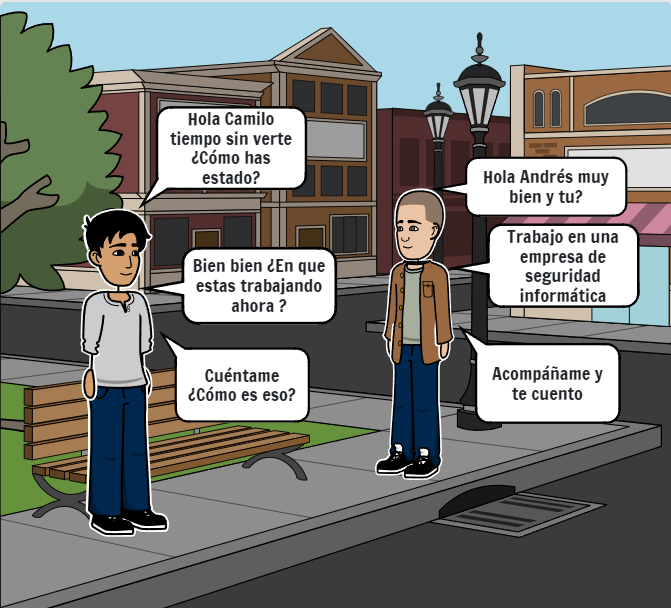 Hola Camilo
tiempo sin verte
¿Cómo has
estado?
Hola Andrés muy
bien y tu?
Bien bien ¿En que
estas trabajando
ahora ?
Trabajo en una
empresa de
seguridad
informática
Cuéntame
¿Cómo es eso?
Acompáñame y
te cuento